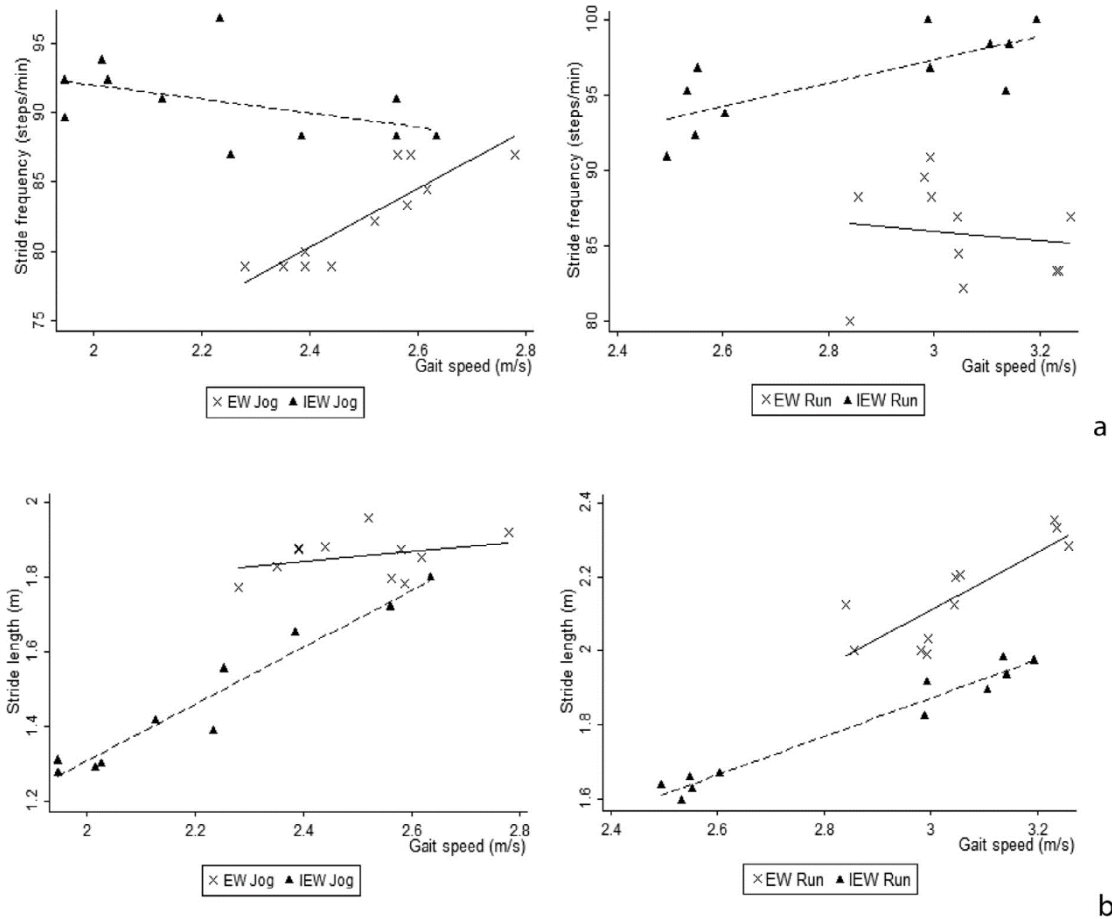 Stride frequency (steps/min)
75 80 85 90 95
2 2.2 2.4 2.6 2.8
Gait speed (m/s)
× EW Jog ▲ IEW Jog
Stride frequency (steps/min)
80 85 90 95 100
2.4 2.6 2.8 3 3.2
Gait speed (m/s)
× EW Run ▲ IEW Run
a
Stride length (m)
1.2 1.4 1.6 1.8 2
2 2.2 2.4 2.6 2.8
Gait speed (m/s)
× EW Jog ▲ IEW Jog
Stride length (m)
1.6 1.8 2 2.2 2.4
2.4 2.6 2.8 3 3.2
Gait speed (m/s)
× EW Run ▲ IEW Run
b